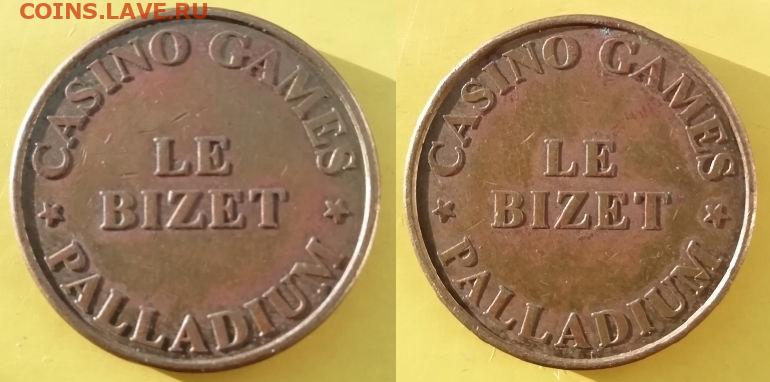 COINS.LAVE.RU
CASINO GAMES
LE
BIZET
PALLADIUM
CASINO GAMES
LE
BIZET
PALLADIUM